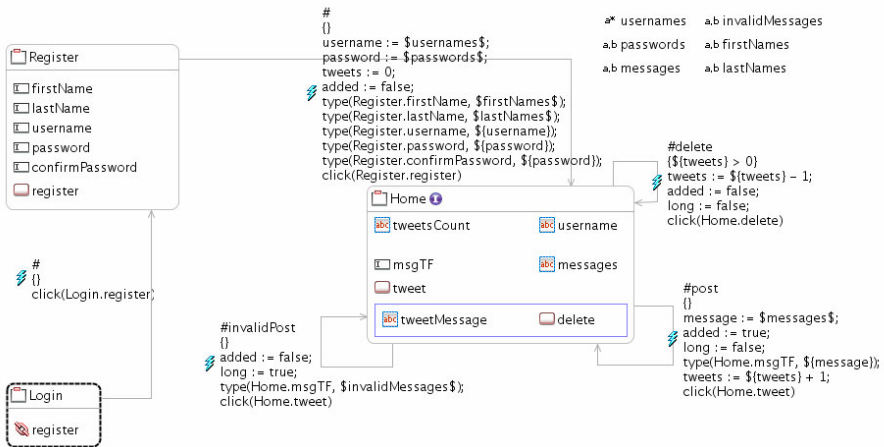 #
{}
username := $usernames$;
password := $passwords$;
tweets := 0;
added := false;
type(Register.firstName, $firstNames$);
type(Register.lastName, $lastNames$);
type(Register.username, ${username});
type(Register.password, ${password});
type(Register.confirmPassword, ${password});
click(Register.register)
a* usernames
a,b invalidMessages
a,b passwords
a,b firstNames
a,b messages
a,b lastNames
Register
firstName
lastName
username
password
confirmPassword
register
#delete
{${tweets} > 0}
tweets := ${tweets} − 1;
added := false;
long := false;
click(Home.delete)
Home I
abc tweetsCount
abc username
msgTF
abc messages
tweet
abc tweetMessage
delete
#
{}
click(Login.register)
#post
{}
message := $messages$;
added := true;
long := false;
type(Home.msgTF, ${message});
tweets := ${tweets} + 1;
click(Home.tweet)
#invalidPost
{}
added := false;
long := true;
type(Home.msgTF, $invalidMessages$);
click(Home.tweet)
Login
register